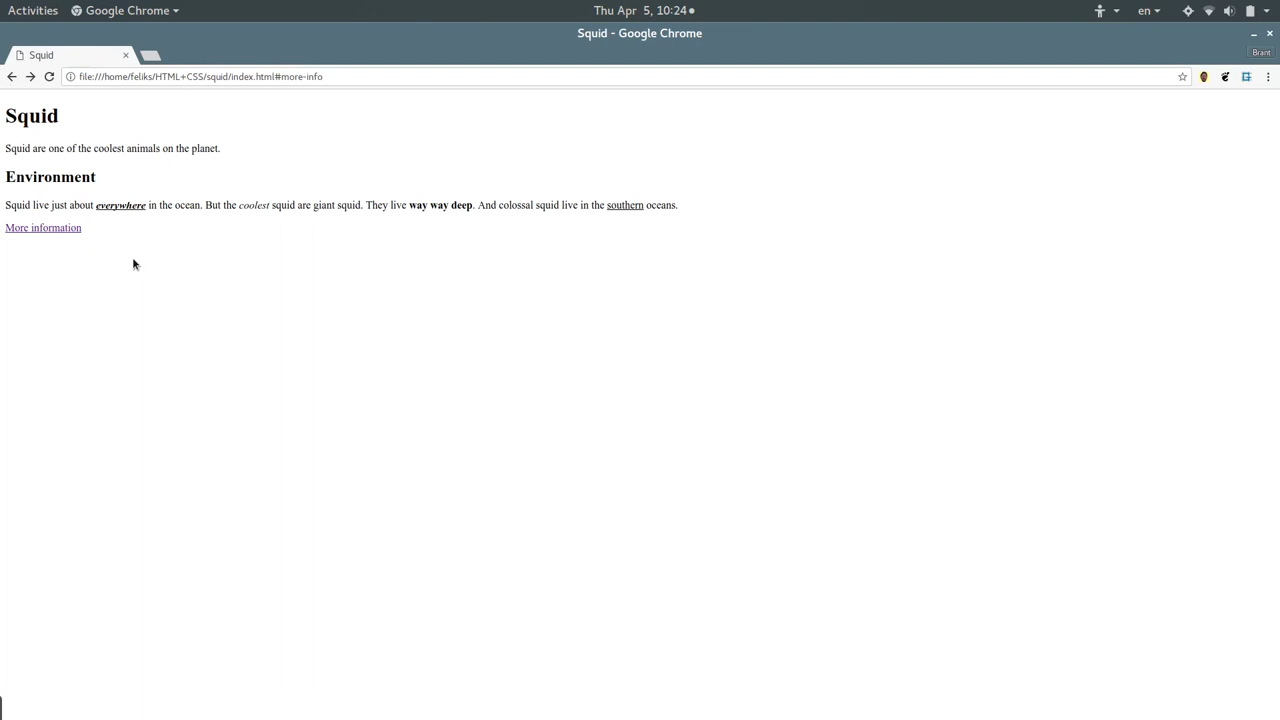 Activities Google Chrome Thu Apr 5, 10:24 en
Squid - Google Chrome
Squid
Brant
file:///home/feliks/HTML+CSS/squid/index.html#more-info
Squid
Squid are one of the coolest animals on the planet.
Environment
Squid live just about everywhere in the ocean. But the coolest squid are giant squid. They live way way deep. And colossal squid live in the southern oceans.
More information